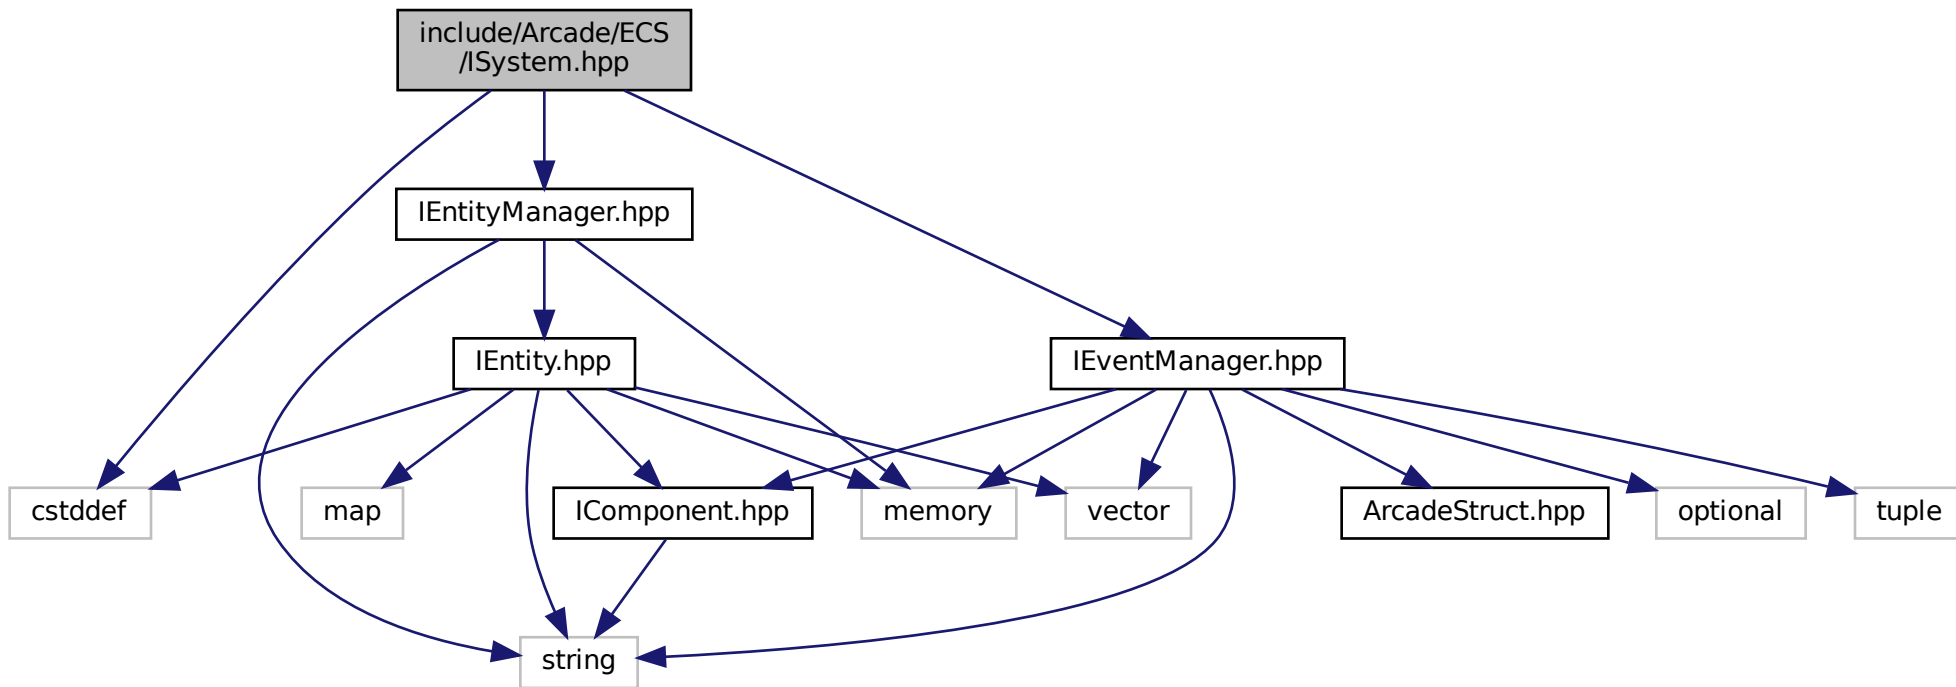 include/Arcade/ECS
/ISystem.hpp
IEntityManager.hpp
IEntity.hpp
IEventManager.hpp
cstddef
map
IComponent.hpp
memory
vector
ArcadeStruct.hpp
optional
tuple
string